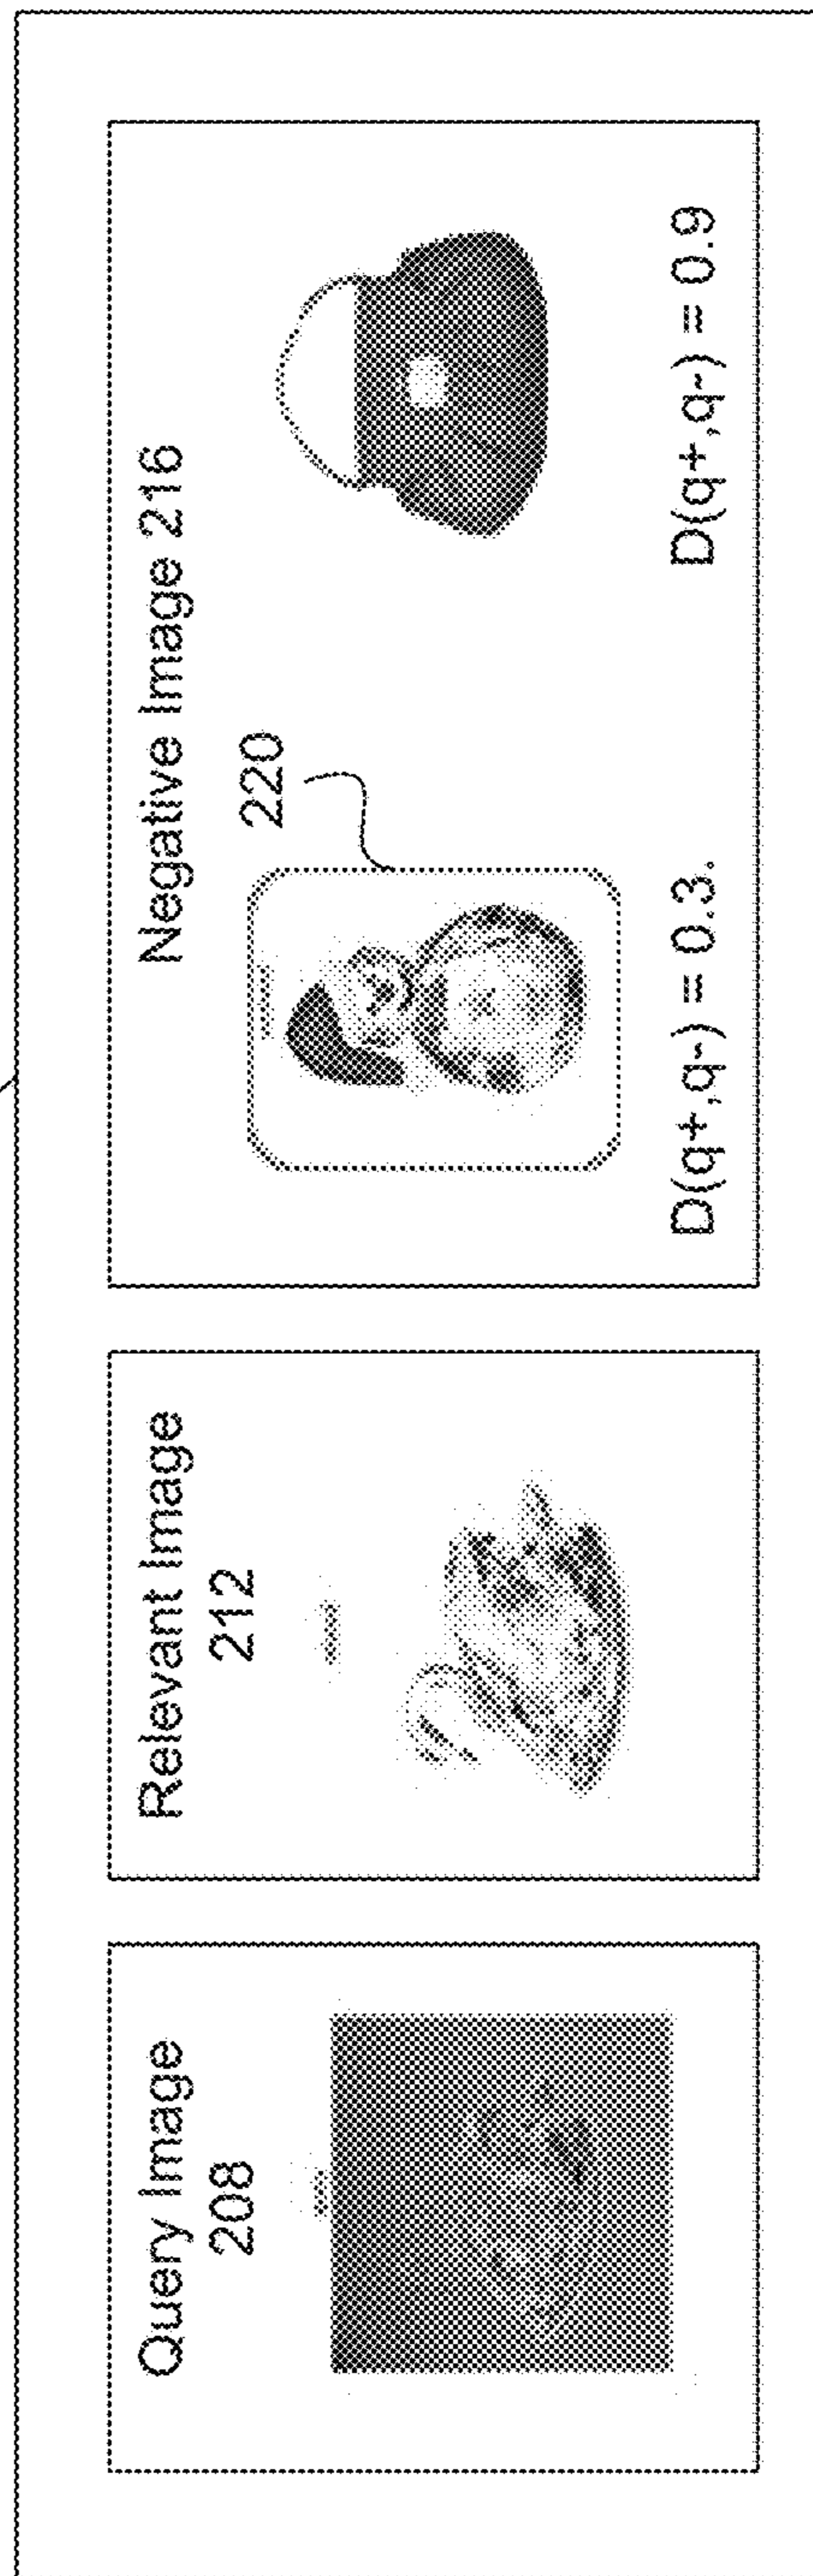 Query Image
208
Relevant Image
212
Negative Image 216
220
D(q+,q-) = 0.3.
D(q+,q-) = 0.9